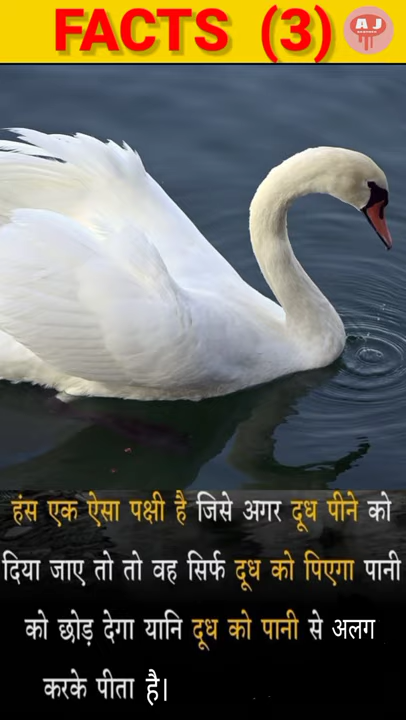 FACTS (3)
AJ
हंस एक ऐसा पक्षी है जिसे अगर दूध पीने को
दिया जाए तो तो वह सिर्फ दूध को पिएगा पानी
को छोड़ देगा यानि दूध को पानी से अलग
करके पीता है।